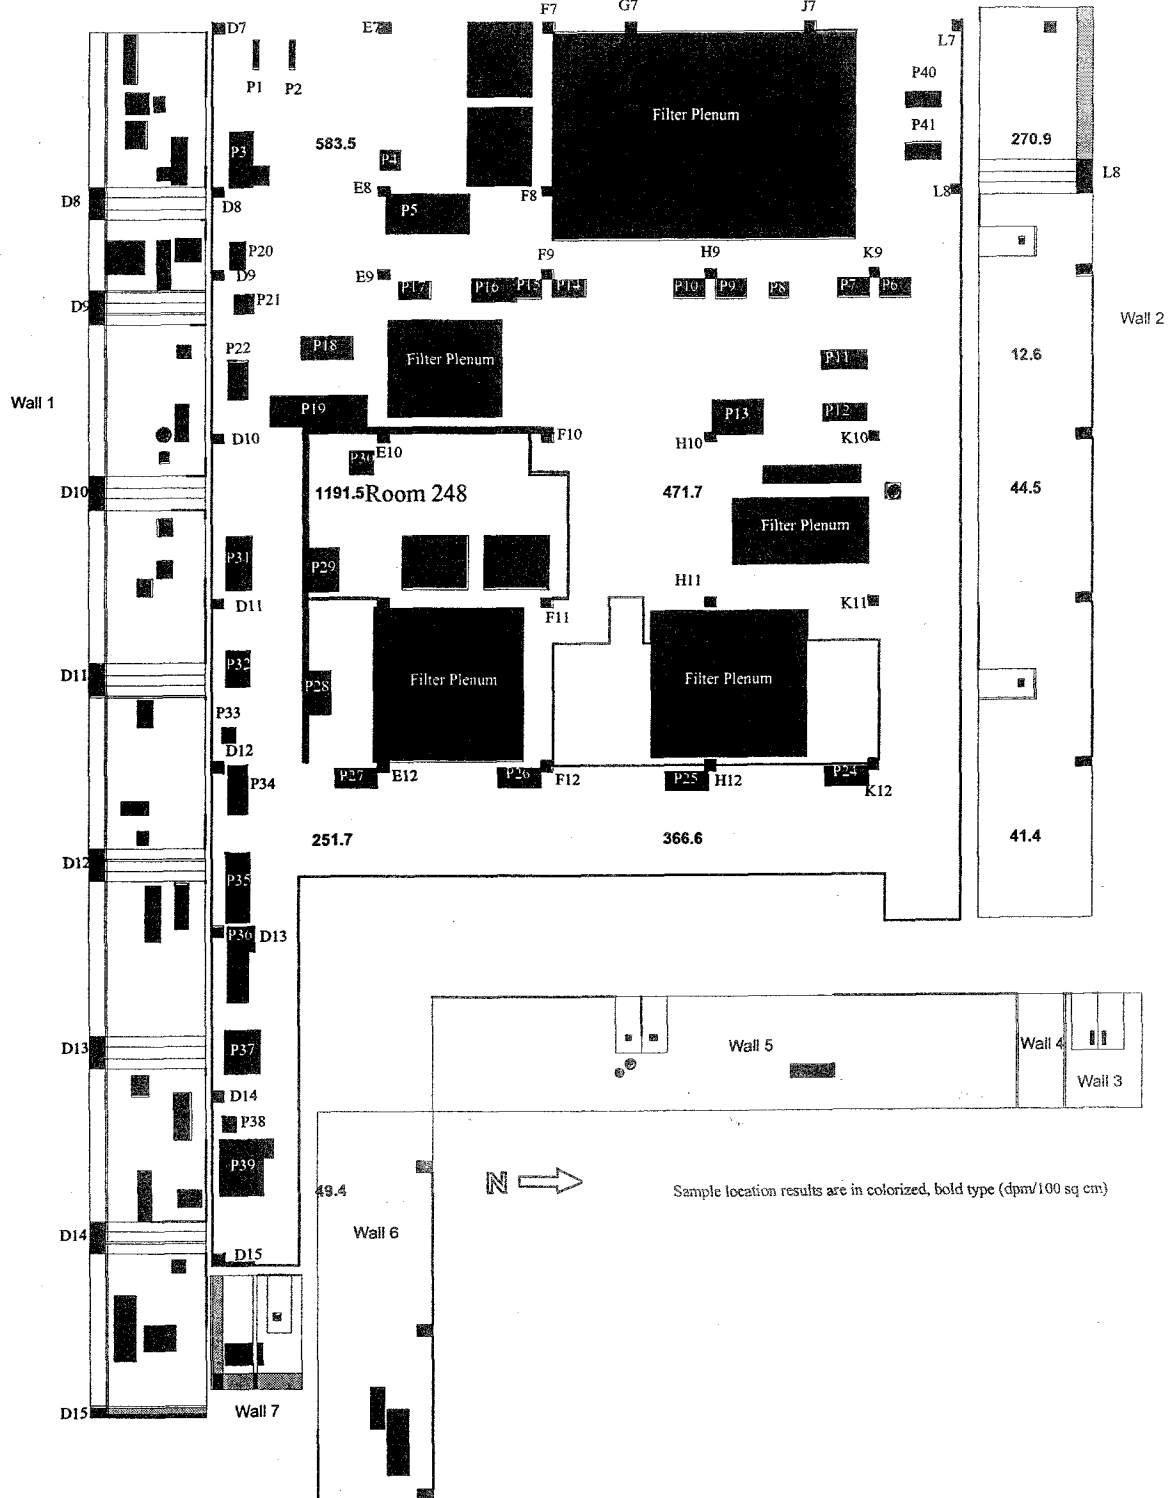 D7
E7
F7
G7
J7
L7
P1
P2
P40
Filter Plenum
P41
583.5
270.9
P3
P4
D8
D8
E8
P5
F8
L8
L8
P20
D9
E9
F9
H9
K9
D9
P21
P17
P16
P15
P14
P10
P9
P8
P7
P6
Wall 2
P22
P18
Filter Plenum
P11
12.6
Wall 1
P19
P13
P12
D10
E10
F10
H10
K10
P30
D10
1191.5
Room 248
471.7
44.5
Filter Plenum
P31
P29
H11
D11
F11
K11
P32
D11
P28
Filter Plenum
Filter Plenum
P33
D12
P34
P27
E12
P26
F12
P25
H12
P24
K12
251.7
366.6
41.4
D12
P35
P36
D13
D13
P37
Wall 5
Wall 4
Wall 3
D14
P38
P39
49.4
N
Sample location results are in colorized, bold type (dpm/100 sq cm)
D14
Wall 6
D15
D15
Wall 7